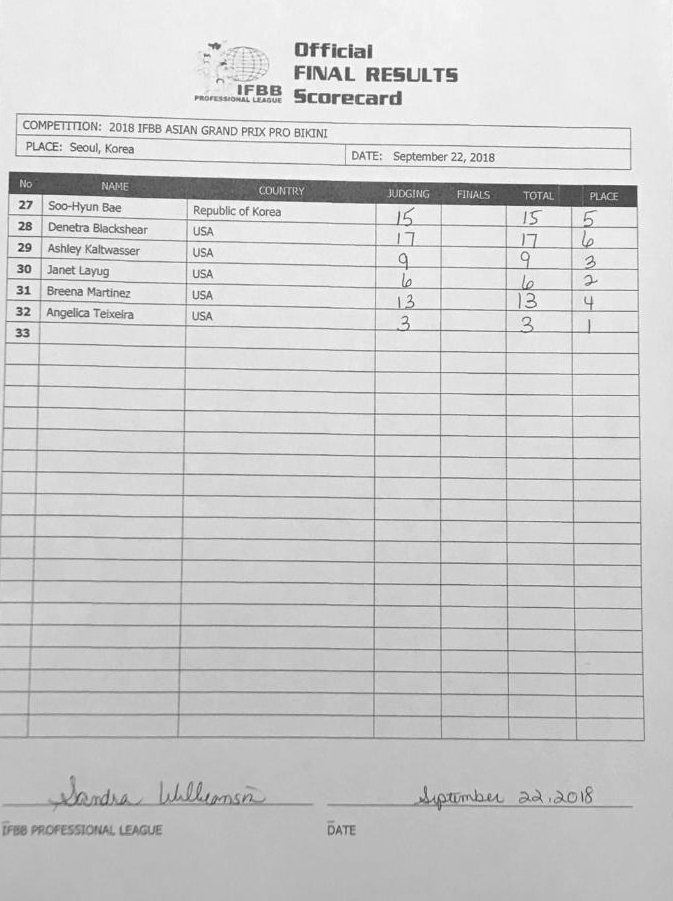 Official
FINAL RESULTS
Scorecard
IFBB
PROFESSIONAL LEAGUE
COMPETITION: 2018 IFBB ASIAN GRAND PRIX PRO BIKINI
PLACE: Seoul, Korea DATE: September 22, 2018
No NAME COUNTRY JUDGING FINALS TOTAL PLACE
27 Soo-Hyun Bae Republic of Korea 15 15 5
28 Denetra Blackshear USA 17 17 6
29 Ashley Kaltwasser USA 9 9 3
30 Janet Layug USA 6 6 2
31 Breena Martinez USA 13 13 4
32 Angelica Teixeira USA 3 3 1
33
Sandra Williamson September 22, 2018
IFBB PROFESSIONAL LEAGUE DATE